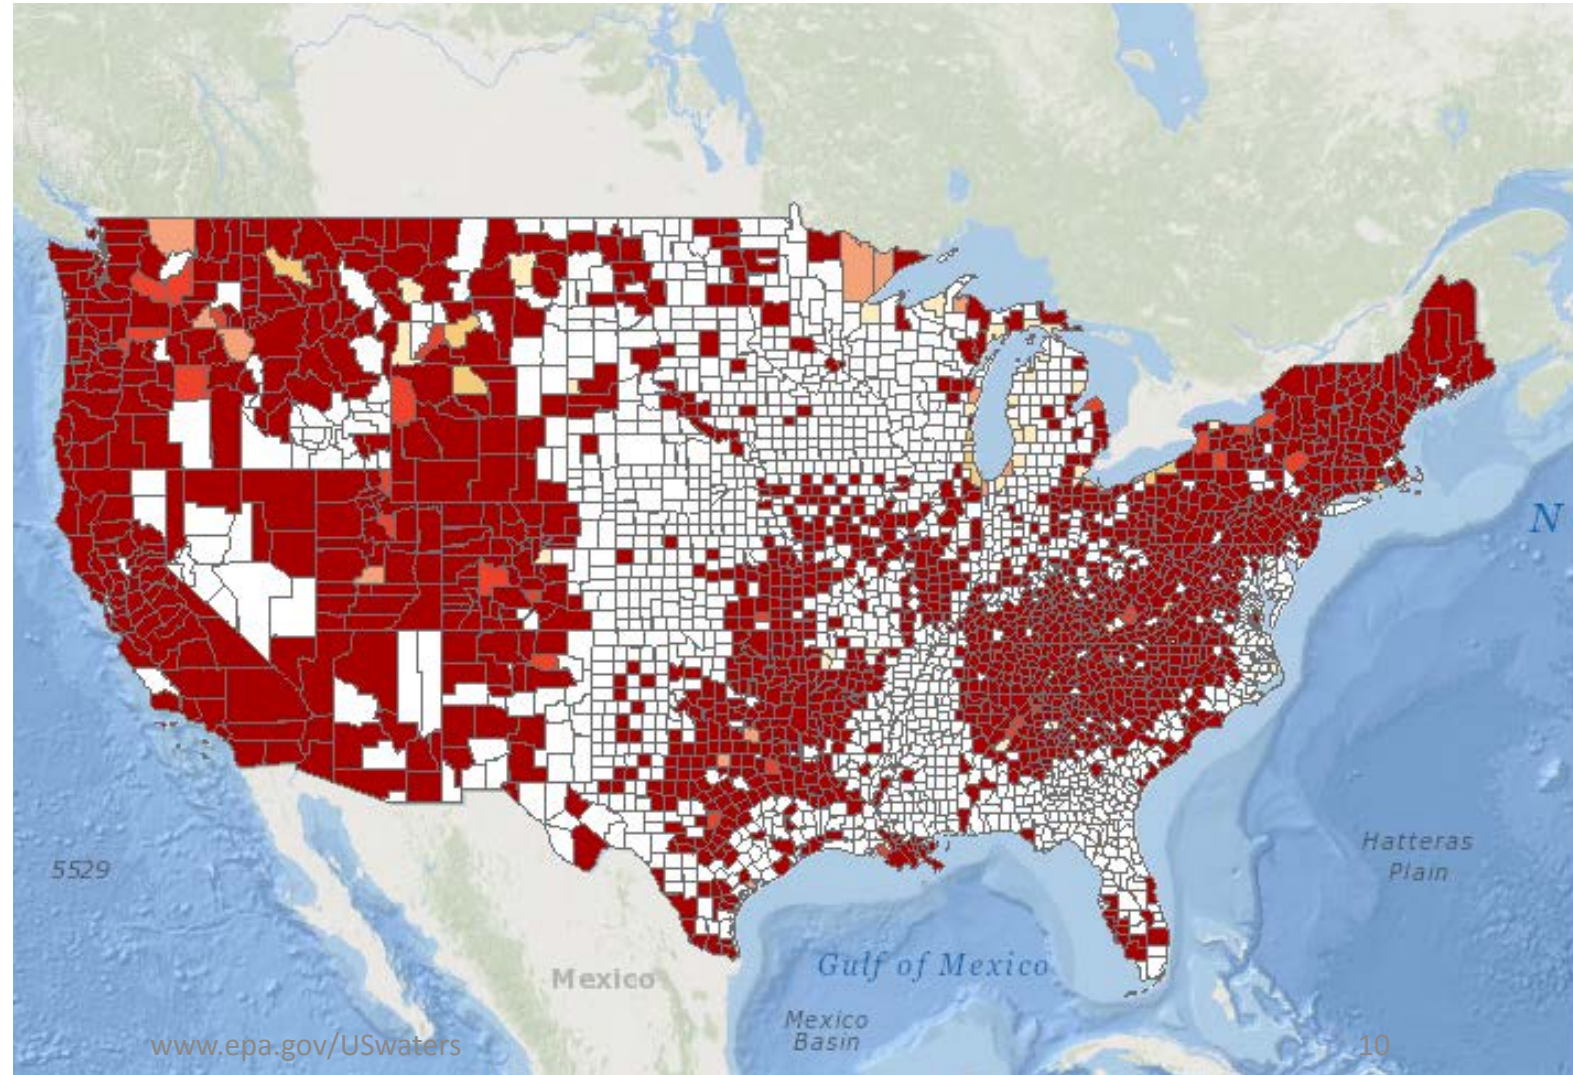 N
Hatteras
Plain
5529
Gulf of Mexico
Mexico
Mexico
Basin
www.epa.gov/USwaters
10